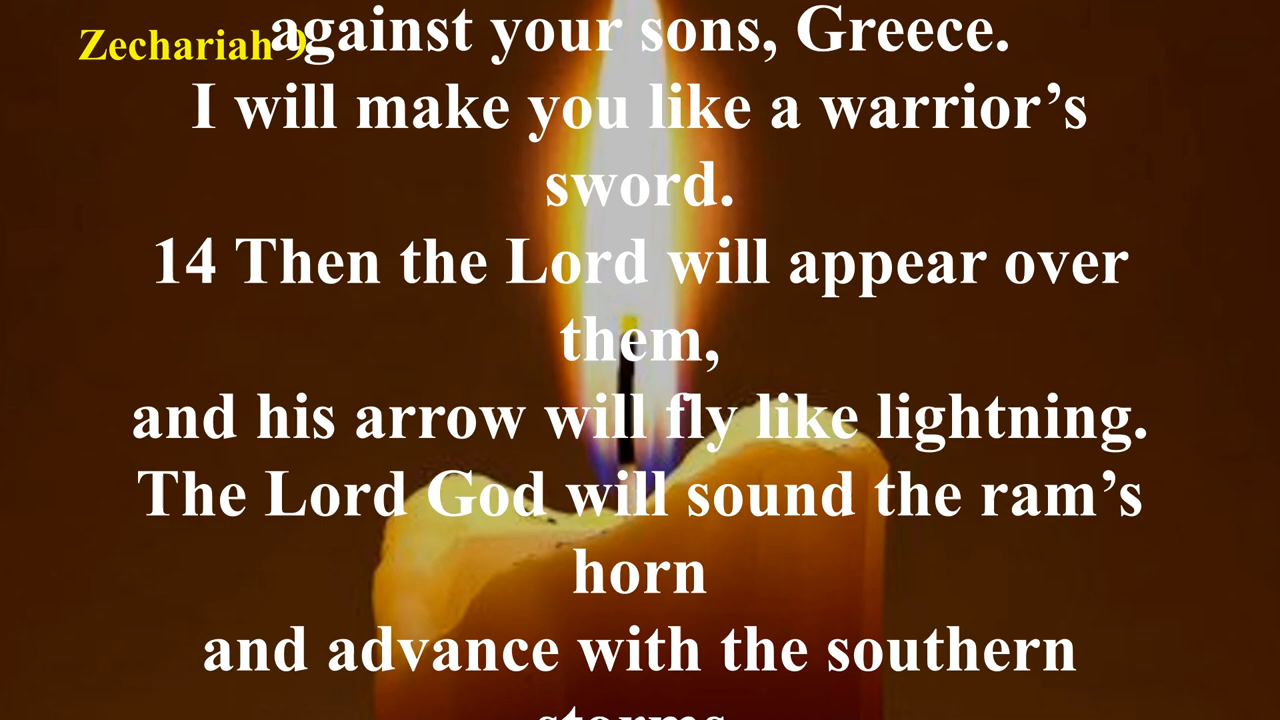 Zechariah 9
against your sons, Greece.
I will make you like a warrior’s
sword.
14 Then the Lord will appear over
them,
and his arrow will fly like lightning.
The Lord God will sound the ram’s
horn
and advance with the southern
storms